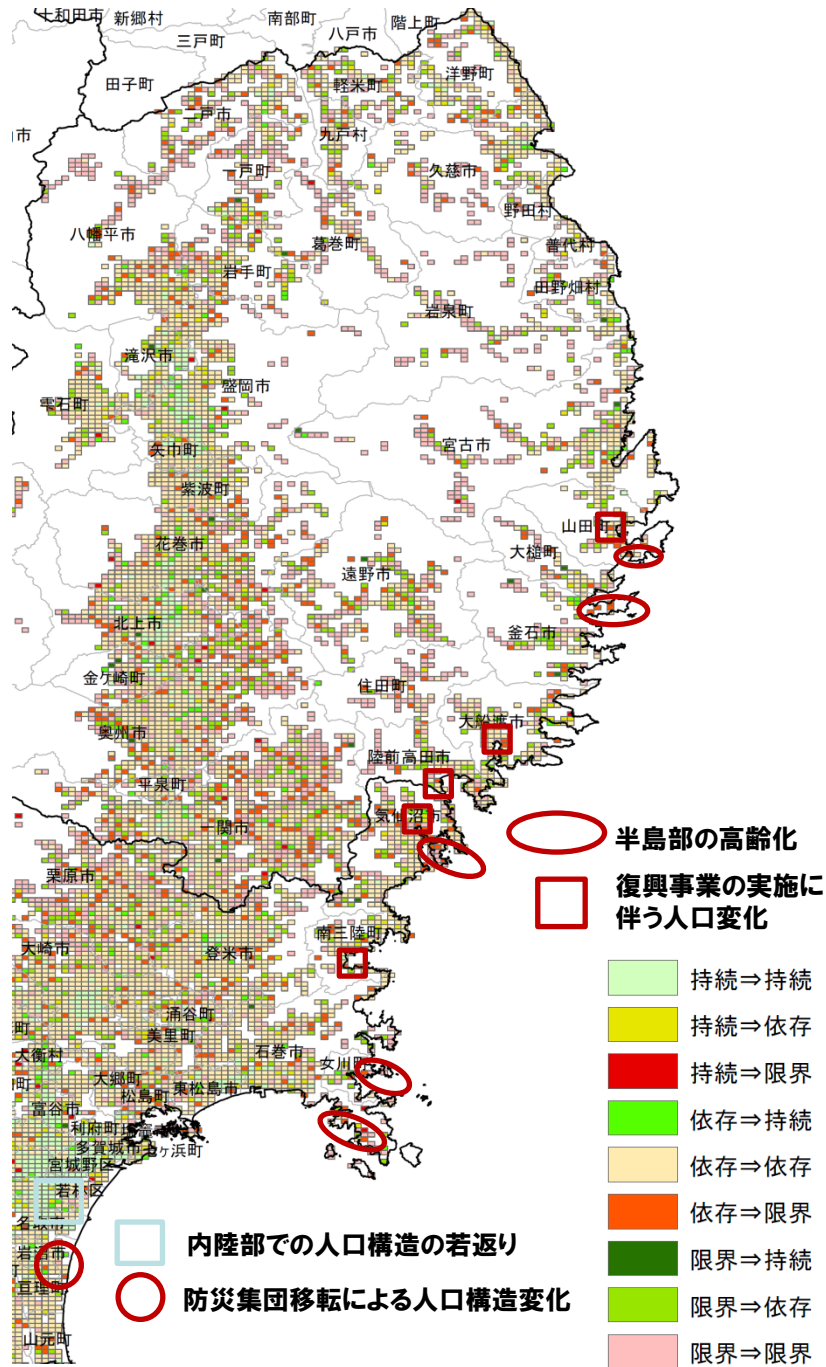 十和田市
新郷村
南部町
階上町
三戸町
八戸市
田子町
洋野町
軽米町
二戸市
九戸村
一戸町
久慈市
野田村
八幡平市
葛巻町
普代村
岩手町
田野畑村
岩泉町
滝沢市
盛岡市
雫石町
矢巾町
宮古市
紫波町
山田町
花巻市
大槌町
遠野市
北上市
釜石市
金ケ崎町
住田町
奥州市
大船渡市
陸前高田市
平泉町
一関市
気仙沼市
半島部の高齢化
栗原市
復興事業の実施に
伴う人口変化
南三陸町
大崎市
登米市
持続⇒持続
涌谷町
持続⇒依存
美里町
大衡村
石巻市
女川町
持続⇒限界
大郷町
松島町
東松島市
富谷市
依存⇒持続
利府町
多賀城市
七ヶ浜町
宮城野区
依存⇒依存
若林区
名取市
依存⇒限界
内陸部での人口構造の若返り
岩沼市
限界⇒持続
亘理町
防災集団移転による人口構造変化
限界⇒依存
山元町
限界⇒限界